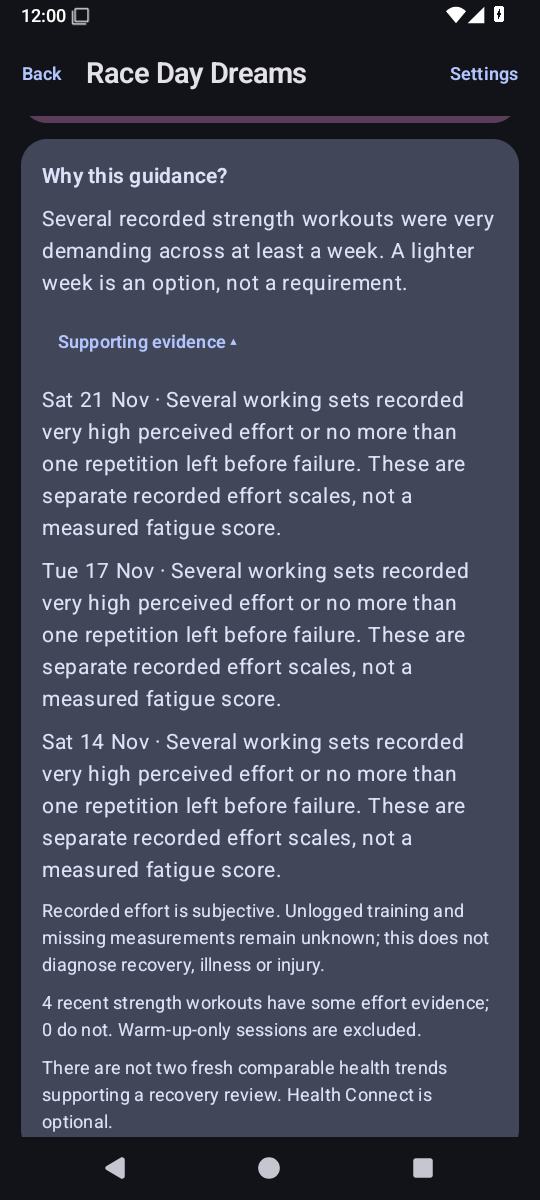 12:00
Back Race Day Dreams Settings
Why this guidance?
Several recorded strength workouts were very
demanding across at least a week. A lighter
week is an option, not a requirement.
Supporting evidence ▴
Sat 21 Nov · Several working sets recorded
very high perceived effort or no more than
one repetition left before failure. These are
separate recorded effort scales, not a
measured fatigue score.
Tue 17 Nov · Several working sets recorded
very high perceived effort or no more than
one repetition left before failure. These are
separate recorded effort scales, not a
measured fatigue score.
Sat 14 Nov · Several working sets recorded
very high perceived effort or no more than
one repetition left before failure. These are
separate recorded effort scales, not a
measured fatigue score.
Recorded effort is subjective. Unlogged training and
missing measurements remain unknown; this does not
diagnose recovery, illness or injury.
4 recent strength workouts have some effort evidence;
0 do not. Warm-up-only sessions are excluded.
There are not two fresh comparable health trends
supporting a recovery review. Health Connect is
optional.